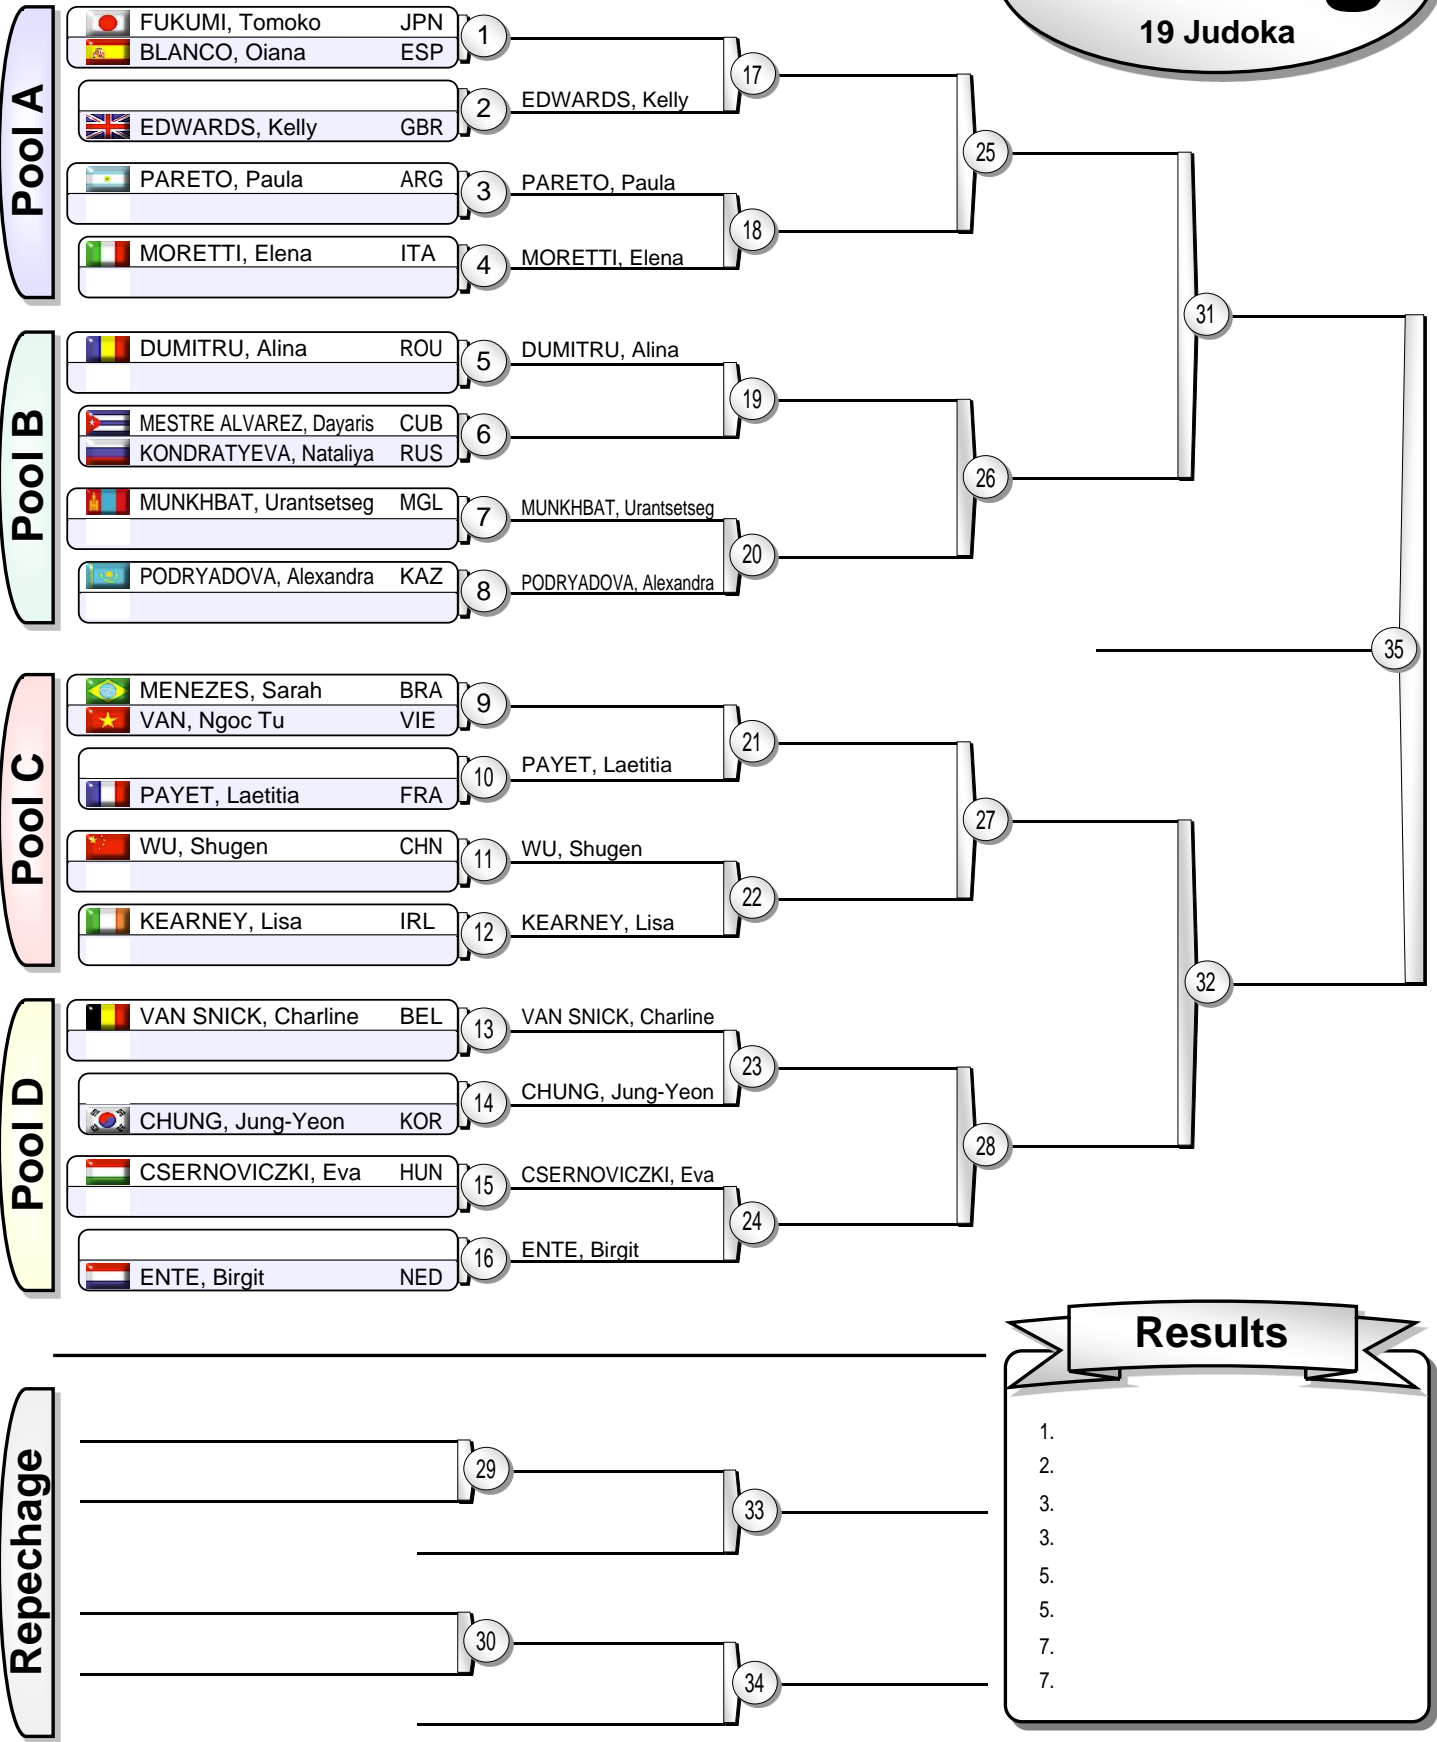 19 Judoka
Pool A
FUKUMI, Tomoko JPN
BLANCO, Oiana ESP
1
17
EDWARDS, Kelly GBR
2
EDWARDS, Kelly
25
PARETO, Paula ARG
3
PARETO, Paula
18
MORETTI, Elena ITA
4
MORETTI, Elena
31
Pool B
DUMITRU, Alina ROU
5
DUMITRU, Alina
19
MESTRE ALVAREZ, Dayaris CUB
KONDRATYEVA, Nataliya RUS
6
26
MUNKHBAT, Urantsetseg MGL
7
MUNKHBAT, Urantsetseg
20
PODRYADOVA, Alexandra KAZ
8
PODRYADOVA, Alexandra
35
Pool C
MENEZES, Sarah BRA
VAN, Ngoc Tu VIE
9
21
PAYET, Laetitia FRA
10
PAYET, Laetitia
27
WU, Shugen CHN
11
WU, Shugen
22
KEARNEY, Lisa IRL
12
KEARNEY, Lisa
32
Pool D
VAN SNICK, Charline BEL
13
VAN SNICK, Charline
23
CHUNG, Jung-Yeon KOR
14
CHUNG, Jung-Yeon
28
CSERNOVICZKI, Eva HUN
15
CSERNOVICZKI, Eva
24
ENTE, Birgit NED
16
ENTE, Birgit
Repechage
29
33
30
34
Results
1.
2.
3.
3.
5.
5.
7.
7.